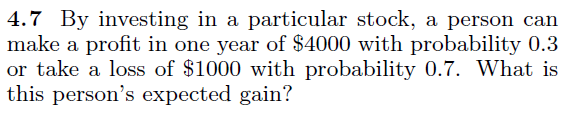 4.7 By investing in a particular stock, a person can
make a profit in one year of $4000 with probability 0.3
or take a loss of $1000 with probability 0.7. What is
this person's expected gain?